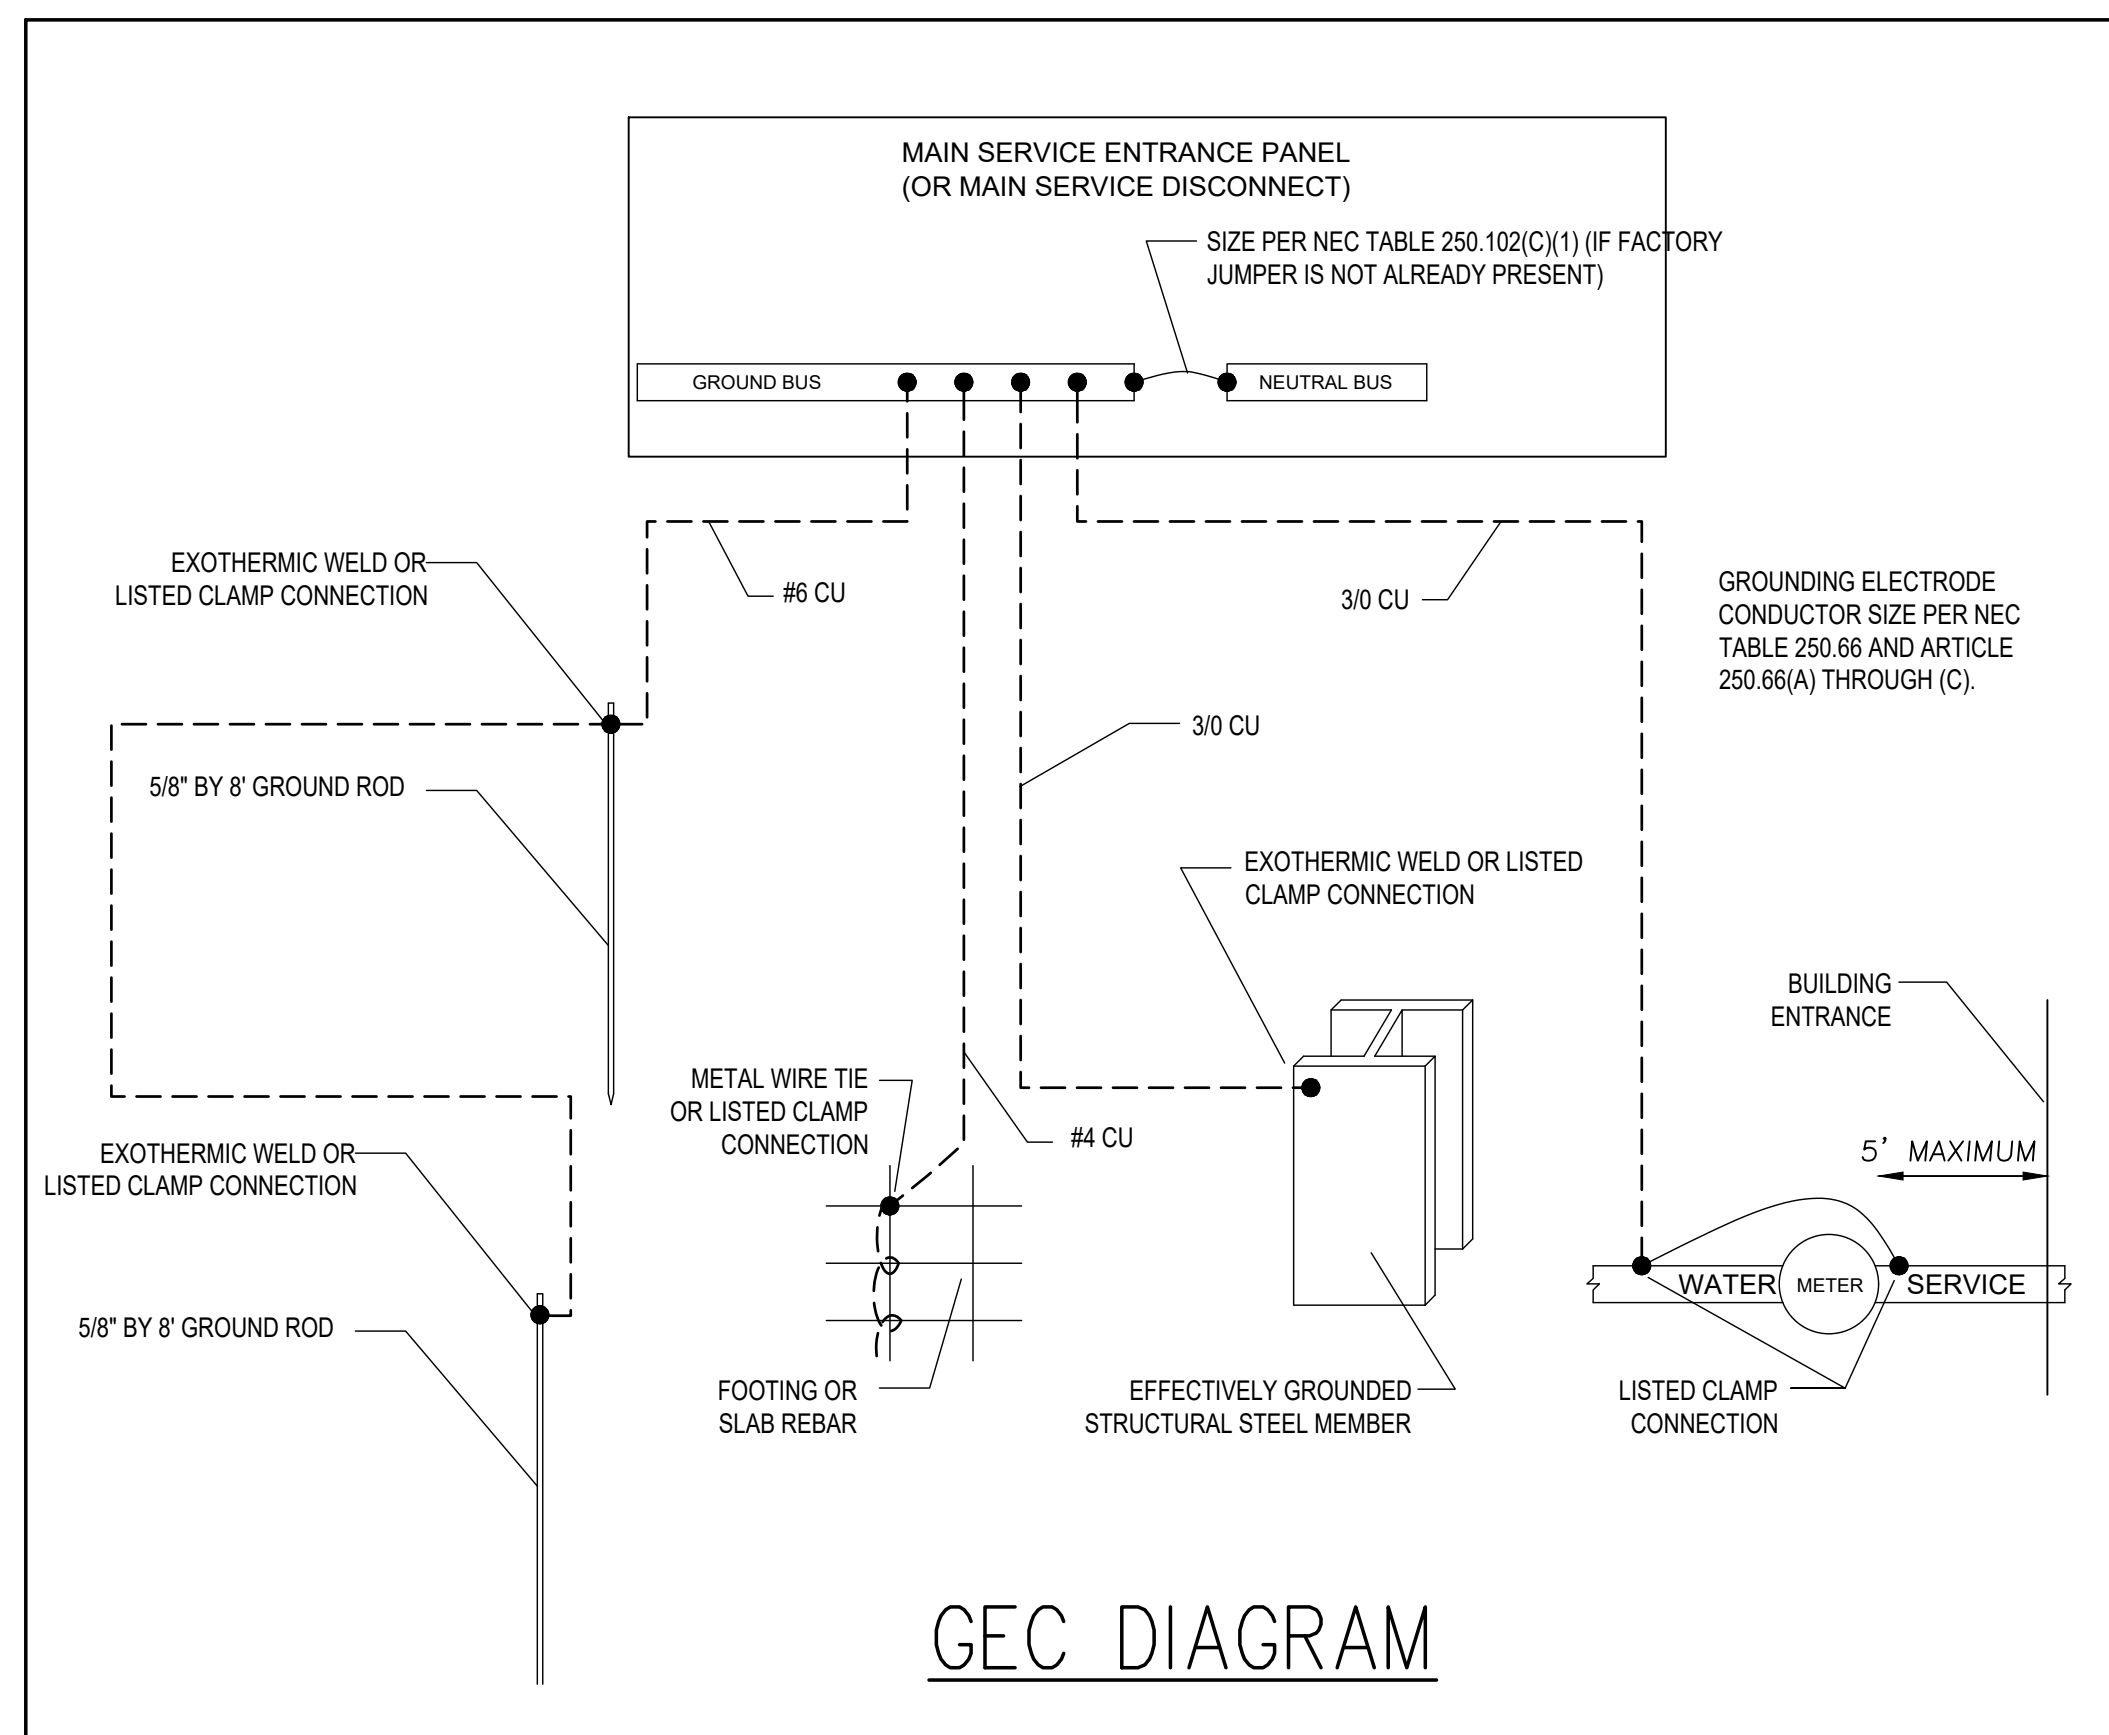 MAIN SERVICE ENTRANCE PANEL
(OR MAIN SERVICE DISCONNECT)
SIZE PER NEC TABLE 250.102(C)(1) (IF FACTORY
JUMPER IS NOT ALREADY PRESENT)
GROUND BUS
NEUTRAL BUS
EXOTHERMIC WELD OR
LISTED CLAMP CONNECTION
#6 CU
3/0 CU
GROUNDING ELECTRODE
CONDUCTOR SIZE PER NEC
TABLE 250.66 AND ARTICLE
250.66(A) THROUGH (C).
3/0 CU
5/8" BY 8' GROUND ROD
EXOTHERMIC WELD OR LISTED
CLAMP CONNECTION
BUILDING
ENTRANCE
METAL WIRE TIE
OR LISTED CLAMP
CONNECTION
#4 CU
5' MAXIMUM
EXOTHERMIC WELD OR
LISTED CLAMP CONNECTION
WATER
METER
SERVICE
5/8" BY 8' GROUND ROD
FOOTING OR
SLAB REBAR
EFFECTIVELY GROUNDED
STRUCTURAL STEEL MEMBER
LISTED CLAMP
CONNECTION
GEC DIAGRAM